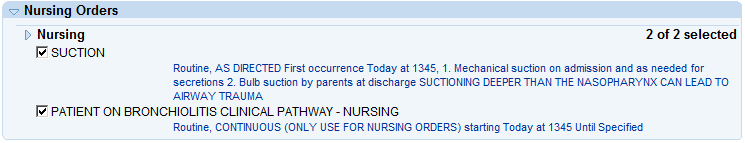 Nursing Orders
Nursing 2 of 2 selected
SUCTION
Routine, AS DIRECTED First occurrence Today at 1345, 1. Mechanical suction on admission and as needed for
secretions 2. Bulb suction by parents at discharge SUCTIONING DEEPER THAN THE NASOPHARYNX CAN LEAD TO
AIRWAY TRAUMA
PATIENT ON BRONCHIOLITIS CLINICAL PATHWAY - NURSING
Routine, CONTINUOUS (ONLY USE FOR NURSING ORDERS) starting Today at 1345 Until Specified